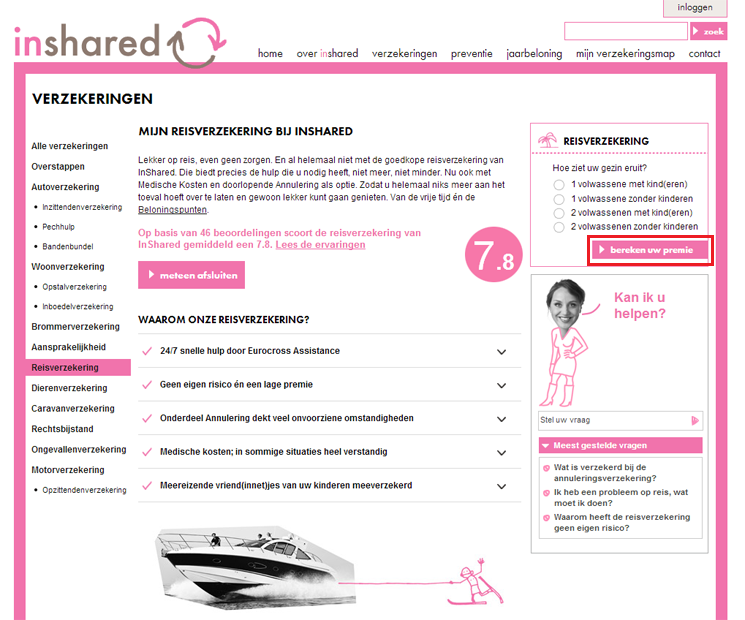 inloggen
inshared
zoek
home over inshared verzekeringen preventie jaarbeloning mijn verzekeringsmap contact
VERZEKERINGEN
Alle verzekeringen
Overstappen
Autoverzekering
Inzittendenverzekering
Pechhulp
Bandenbundel
Woonverzekering
Opstalverzekering
Inboedelverzekering
Brommerverzekering
Aansprakelijkheid
Reisverzekering
Dierenverzekering
Caravanverzekering
Rechtsbijstand
Ongevallenverzekering
Motorverzekering
Opzittendenverzekering
MIJN REISVERZEKERING BIJ INSHARED
Lekker op reis, even geen zorgen. En al helemaal niet met de goedkope reisverzekering van
InShared. Die biedt precies de hulp die u nodig heeft, niet meer, niet minder. Nu ook met
Medische Kosten en doorlopende Annulering als optie. Zodat u helemaal niks meer aan het
toeval hoeft over te laten en gewoon lekker kunt gaan genieten. Van de vrije tijd én de
Beloningspunten.
Op basis van 46 beoordelingen scoort de reisverzekering van
InShared gemiddeld een 7.8. Lees de ervaringen
7.8
meteen afsluiten
WAAROM ONZE REISVERZEKERING?
24/7 snelle hulp door Eurocross Assistance
Geen eigen risico én een lage premie
Onderdeel Annulering dekt veel onvoorziene omstandigheden
Medische kosten; in sommige situaties heel verstandig
Meereizende vriend(innet)jes van uw kinderen meeverzekerd
REISVERZEKERING
Hoe ziet uw gezin eruit?
1 volwassene met kind(eren)
1 volwassene zonder kinderen
2 volwassenen met kind(eren)
2 volwassenen zonder kinderen
bereken uw premie
Kan ik u
helpen?
Stel uw vraag
Meest gestelde vragen
Wat is verzekerd bij de
annuleringsverzekering?
Ik heb een probleem op reis, wat
moet ik doen?
Waarom heeft de reisverzekering
geen eigen risico?